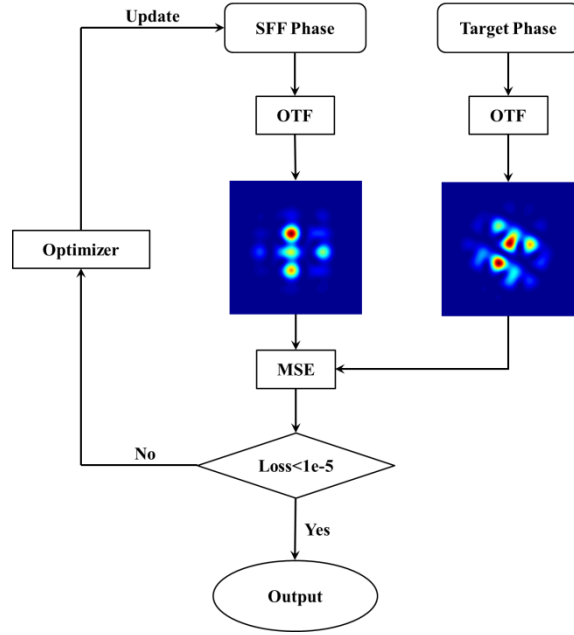 Update
SFF Phase
Target Phase
OTF
OTF
Optimizer
MSE
No
Loss<1e-5
Yes
Output